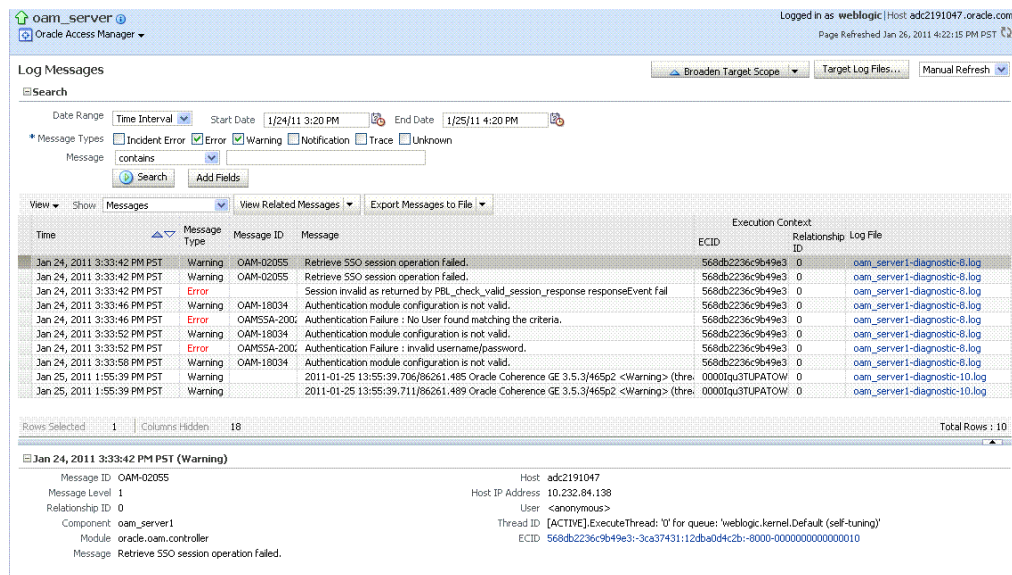 oam_server
Logged in as weblogic|Host adc2191047.oracle.com
Oracle Access Manager
Page Refreshed Jan 26, 2011 4:22:15 PM PST
Log Messages
Broaden Target Scope
Target Log Files...
Manual Refresh
Search
Date Range Time Interval Start Date 1/24/11 3:20 PM End Date 1/25/11 4:20 PM
* Message Types Incident Error Error Warning Notification Trace Unknown
Message contains
Search Add Fields
View Show Messages View Related Messages Export Messages to File
Execution Context
Time Message Type Message ID Message ECID Relationship ID Log File
Jan 24, 2011 3:33:42 PM PST Warning OAM-02055 Retrieve SSO session operation failed. 568db2236c9b49e3 0 oam_server1-diagnostic-8.log
Jan 24, 2011 3:33:42 PM PST Warning OAM-02055 Retrieve SSO session operation failed. 568db2236c9b49e3 0 oam_server1-diagnostic-8.log
Jan 24, 2011 3:33:42 PM PST Error Session invalid as returned by PBL_check_valid_session_response responseEvent fail 568db2236c9b49e3 0 oam_server1-diagnostic-8.log
Jan 24, 2011 3:33:46 PM PST Warning OAM-18034 Authentication module configuration is not valid. 568db2236c9b49e3 0 oam_server1-diagnostic-8.log
Jan 24, 2011 3:33:46 PM PST Error OAMSSA-2002 Authentication Failure : No User found matching the criteria. 568db2236c9b49e3 0 oam_server1-diagnostic-8.log
Jan 24, 2011 3:33:52 PM PST Warning OAM-18034 Authentication module configuration is not valid. 568db2236c9b49e3 0 oam_server1-diagnostic-8.log
Jan 24, 2011 3:33:52 PM PST Error OAMSSA-2002 Authentication Failure : invalid username/password. 568db2236c9b49e3 0 oam_server1-diagnostic-8.log
Jan 24, 2011 3:33:58 PM PST Warning OAM-18034 Authentication module configuration is not valid. 568db2236c9b49e3 0 oam_server1-diagnostic-8.log
Jan 25, 2011 1:55:39 PM PST Warning 2011-01-25 13:55:39.706/86261.485 Oracle Coherence GE 3.5.3/465p2 <Warning> (threa 0000Iqu3TUPATOW 0 oam_server1-diagnostic-10.log
Jan 25, 2011 1:55:39 PM PST Warning 2011-01-25 13:55:39.711/86261.489 Oracle Coherence GE 3.5.3/465p2 <Warning> (threa 0000Iqu3TUPATOW 0 oam_server1-diagnostic-10.log
Rows Selected 1 Columns Hidden 18 Total Rows : 10
Jan 24, 2011 3:33:42 PM PST (Warning)
Message ID OAM-02055
Message Level 1
Relationship ID 0
Component oam_server1
Module oracle.oam.controller
Message Retrieve SSO session operation failed.
Host adc2191047
Host IP Address 10.232.84.138
User <anonymous>
Thread ID [ACTIVE].ExecuteThread: '0' for queue: 'weblogic.kernel.Default (self-tuning)'
ECID 568db2236c9b49e3:-3ca37431:12dba0d4c2b:-8000-0000000000000010